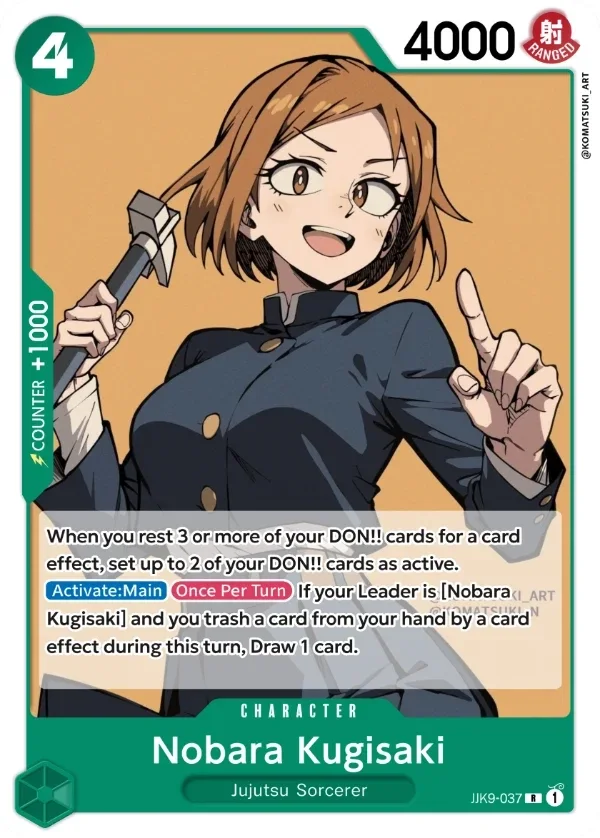 4
4000
射
RANGED
@KOMATSUKI_ART
COUNTER +1000
When you rest 3 or more of your DON!! cards for a card
effect, set up to 2 of your DON!! cards as active.
Activate:Main Once Per Turn If your Leader is [Nobara
Kugisaki] and you trash a card from your hand by a card
effect during this turn, Draw 1 card.
CHARACTER
Nobara Kugisaki
Jujutsu Sorcerer
JJK9-037 R 1